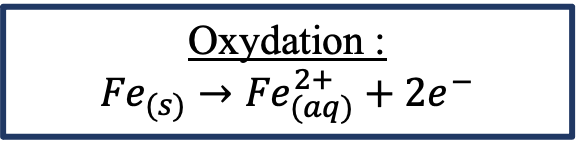 Oxydation :
Fe(s) → Fe²⁺(aq) + 2e⁻